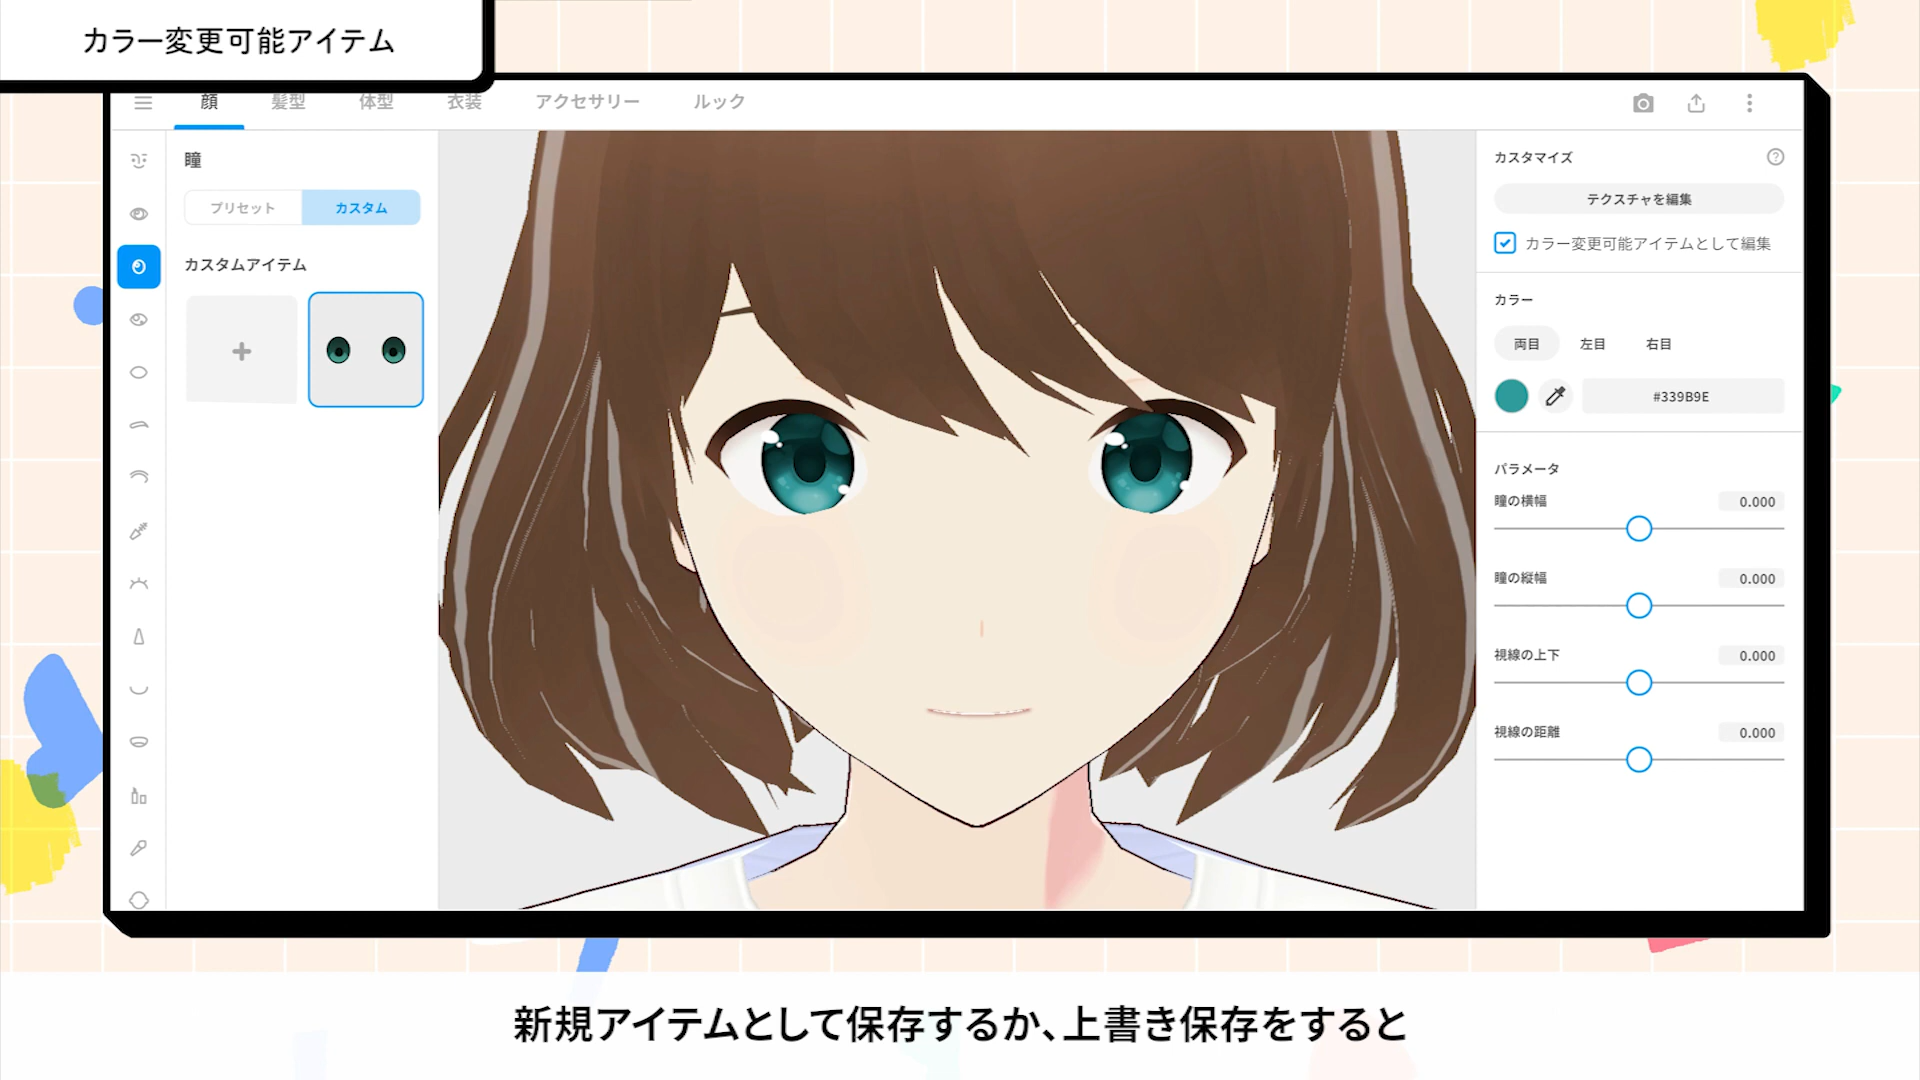 カラー変更可能アイテム
顔 髪型 体型 衣装 アクセサリー ルック
瞳
プリセット カスタム
カスタムアイテム
カスタマイズ
テクスチャを編集
カラー変更可能アイテムとして編集
カラー
両目 左目 右目
#339B9E
パラメータ
瞳の横幅 0.000
瞳の縦幅 0.000
視線の上下 0.000
視線の距離 0.000
新規アイテムとして保存するか、上書き保存をすると